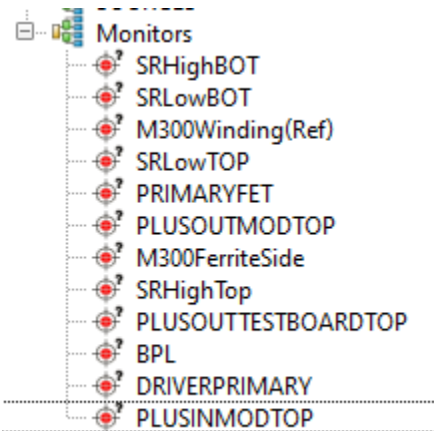 Monitors
SRHighBOT
SRLowBOT
M300Winding(Ref)
SRLowTOP
PRIMARYFET
PLUSOUTMODTOP
M300FerriteSide
SRHighTop
PLUSOUTTESTBOARDTOP
BPL
DRIVERPRIMARY
PLUSINMODTOP